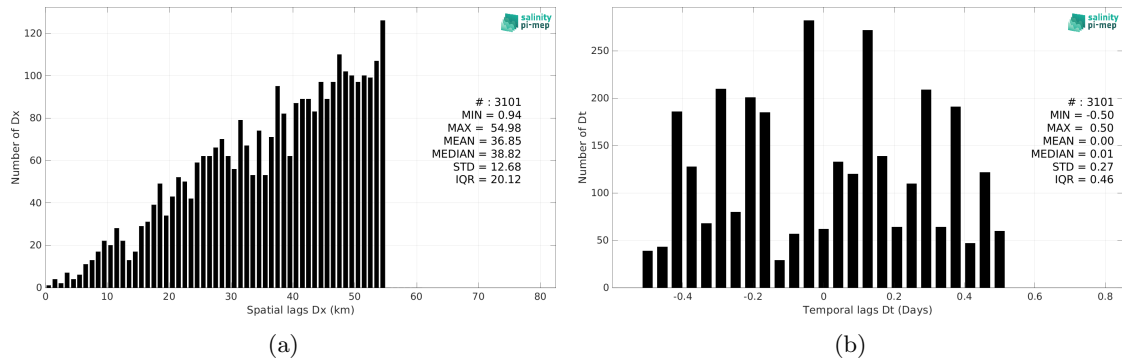 salinity
pi-mep
120
100
80
60
40
20
0
Number of Dx
# : 3101
MIN = 0.94
MAX = 54.98
MEAN = 36.85
MEDIAN = 38.82
STD = 12.68
IQR = 20.12
0 10 20 30 40 50 60 70 80
Spatial lags Dx (km)
(a)
salinity
pi-mep
250
200
150
100
50
0
Number of Dt
# : 3101
MIN = -0.50
MAX = 0.50
MEAN = 0.00
MEDIAN = 0.01
STD = 0.27
IQR = 0.46
-0.4 -0.2 0 0.2 0.4 0.6 0.8
Temporal lags Dt (Days)
(b)